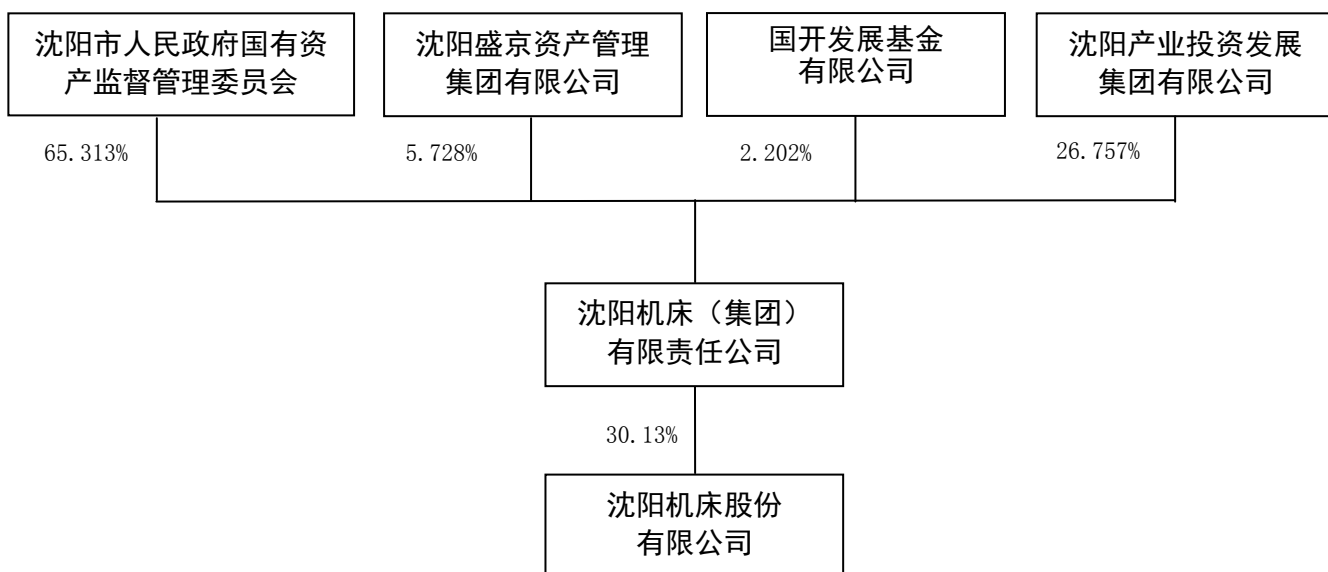 沈阳市人民政府国有资
产监督管理委员会
沈阳盛京资产管理
集团有限公司
国开发展基金
有限公司
沈阳产业投资发展
集团有限公司
65.313%
5.728%
2.202%
26.757%
沈阳机床（集团）
有限责任公司
30.13%
沈阳机床股份
有限公司